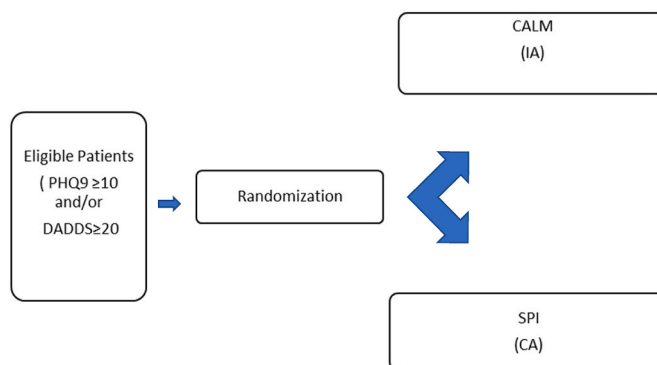 CALM
(IA)
Eligible Patients
( PHQ9 ≥10
and/or
DADDS≥20
Randomization
SPI
(CA)